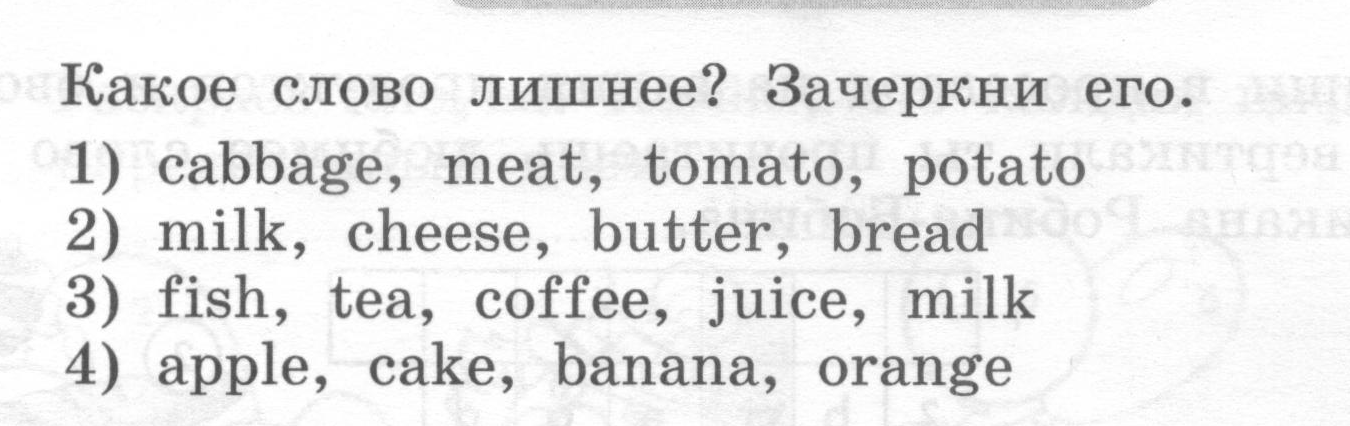 Какое слово лишнее? Зачеркни его.
1) cabbage, meat, tomato, potato
2) milk, cheese, butter, bread
3) fish, tea, coffee, juice, milk
4) apple, cake, banana, orange